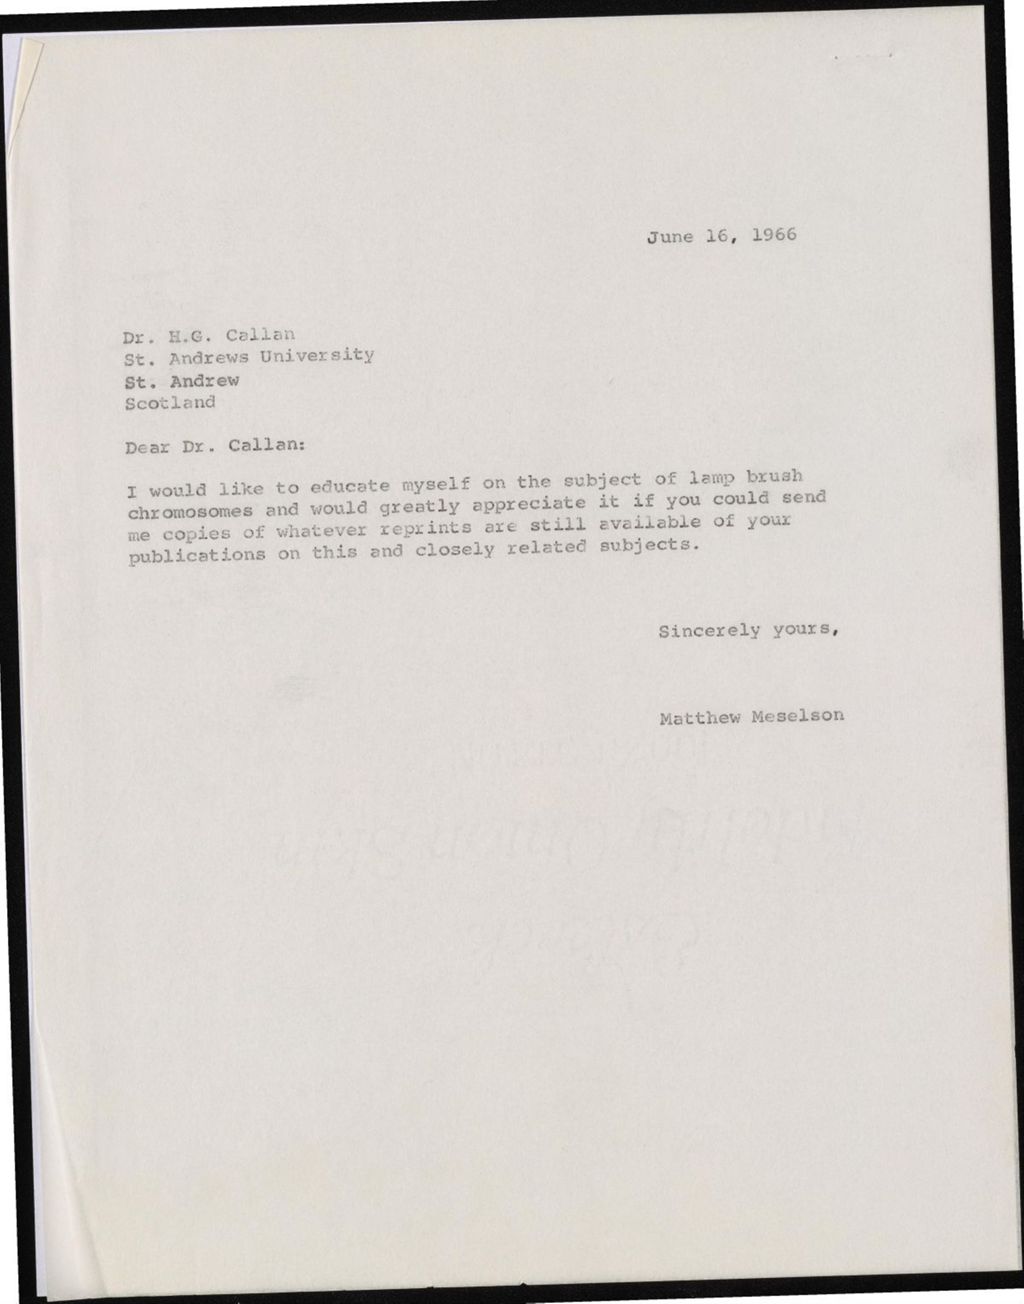 June 16, 1966
Dr. H.G. Callan
St. Andrews University
St. Andrew
Scotland
Dear Dr. Callan:
I would like to educate myself on the subject of lamp brush
chromosomes and would greatly appreciate it if you could send
me copies of whatever reprints are still available of your
publications on this and closely related subjects.
Sincerely yours,
Matthew Meselson